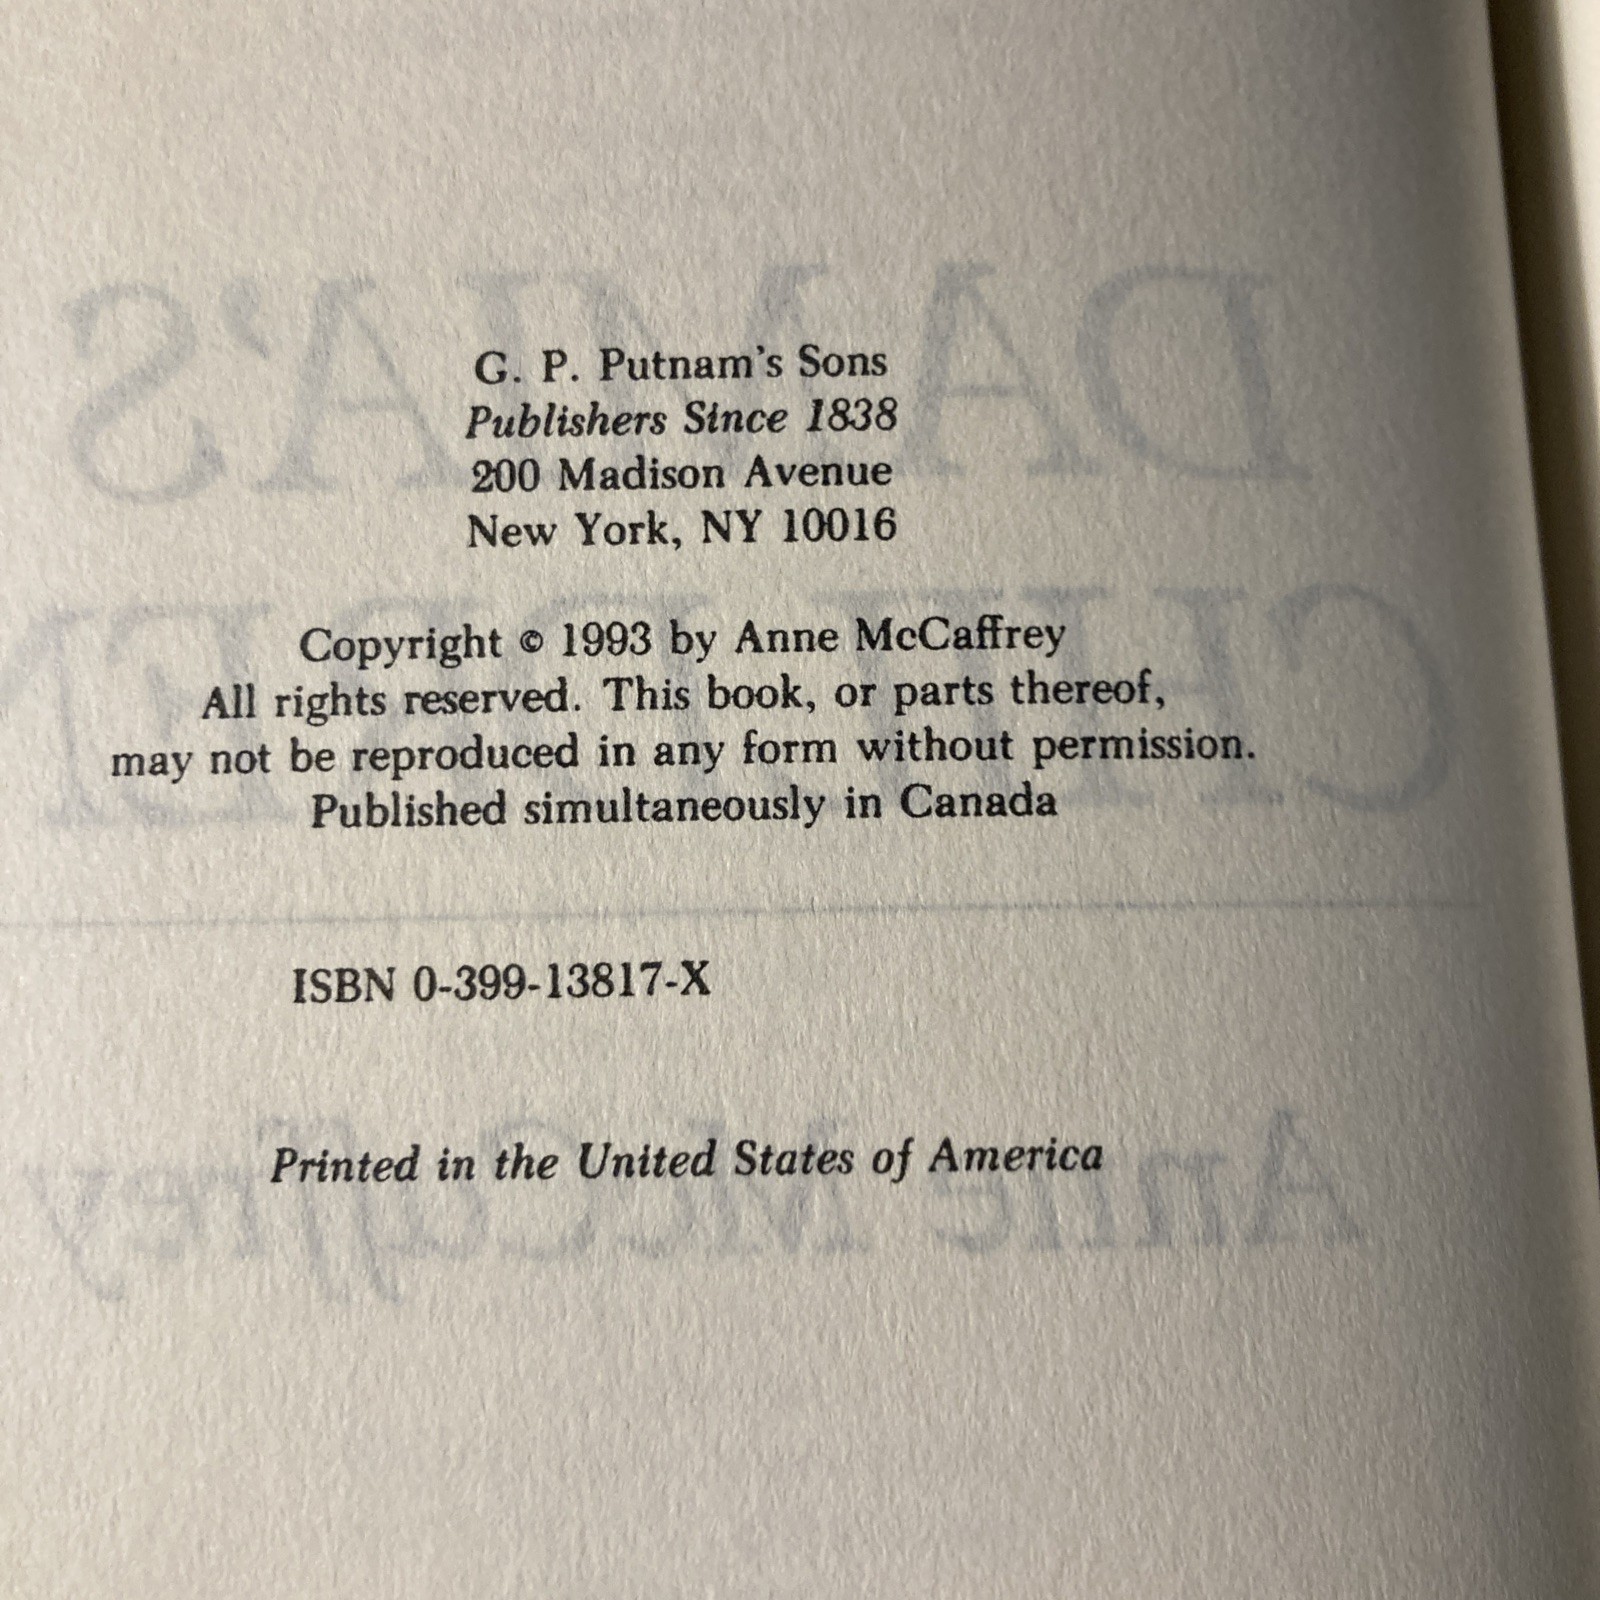 G. P. Putnam's Sons
Publishers Since 1838
200 Madison Avenue
New York, NY 10016
Copyright © 1993 by Anne McCaffrey
All rights reserved. This book, or parts thereof,
may not be reproduced in any form without permission.
Published simultaneously in Canada
ISBN 0-399-13817-X
Printed in the United States of America